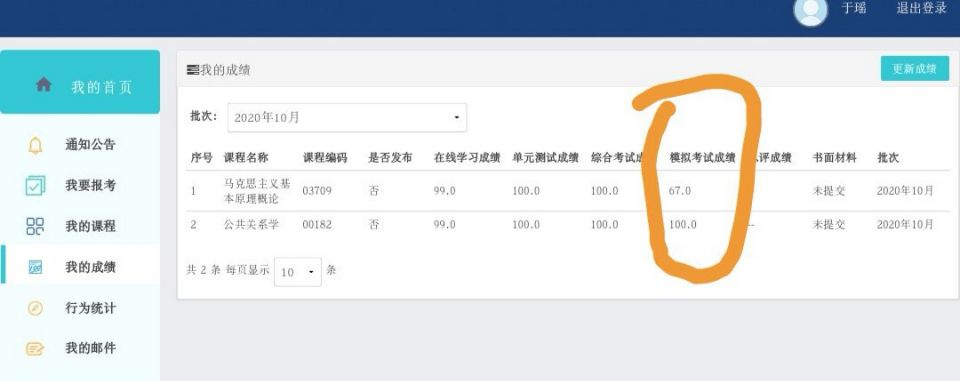 于瑶 退出登录
我的首页
通知公告
我要报考
我的课程
我的成绩
行为统计
我的邮件
我的成绩 更新成绩
批次: 2020年10月
序号 课程名称 课程编码 是否发布 在线学习成绩 单元测试成绩 综合考试成 模拟考试成绩 评成绩 书面材料 批次
1 马克思主义基 03709 否 99.0 100.0 100.0 67.0 未提交 2020年10月
本原理概论
2 公共关系学 00182 否 99.0 100.0 100.0 100.0 -- 未提交 2020年10月
共 2 条 每页显示 10 条